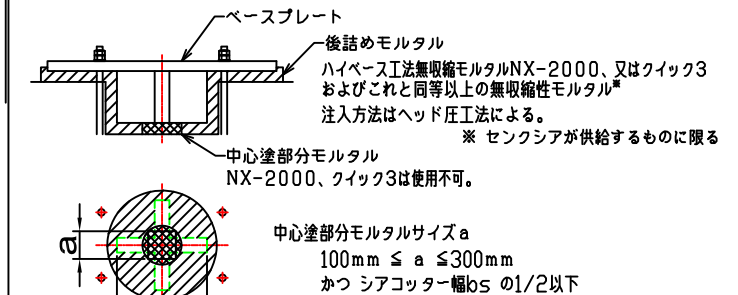 ベースプレート
後詰めモルタル
ハイベース工法無収縮モルタルNX-2000、又はクイック3
およびこれと同等以上の無収縮性モルタル※
注入方法はヘッド圧工法による。
※ センクシアが供給するものに限る
中心塗部分モルタル
NX-2000、クイック3は使用不可。
中心塗部分モルタルサイズa
100mm ≦ a ≦300mm
かつ シアコッター幅bs の1/2以下
a